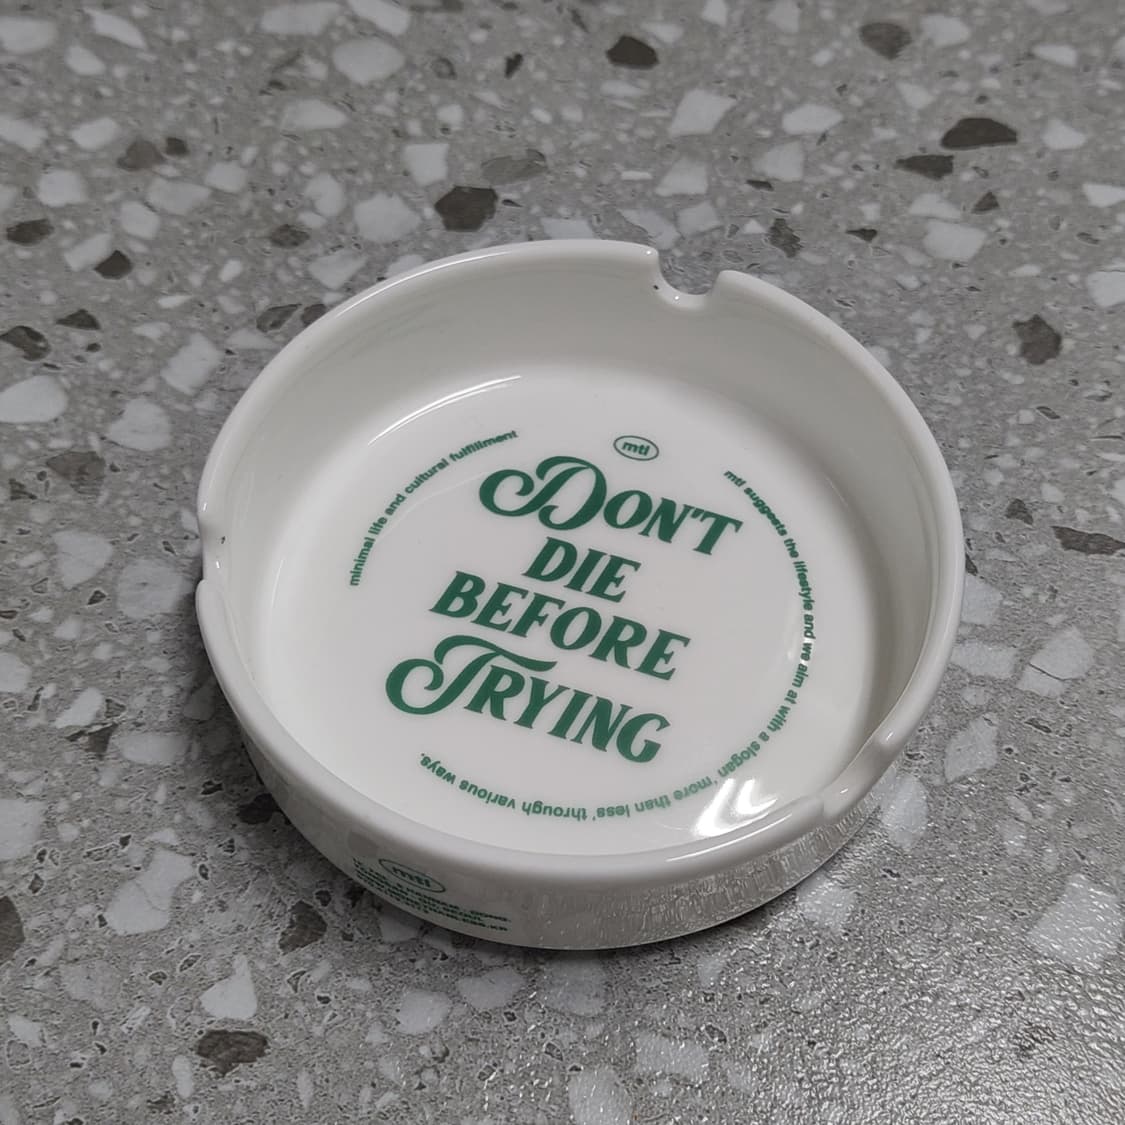 mtl
DON'T
DIE
BEFORE
TRYING
minimal life and cultural fulfillment
mtl suggests the lifestyle and we aim at with a slogan 'more than less' through various ways.
mtl